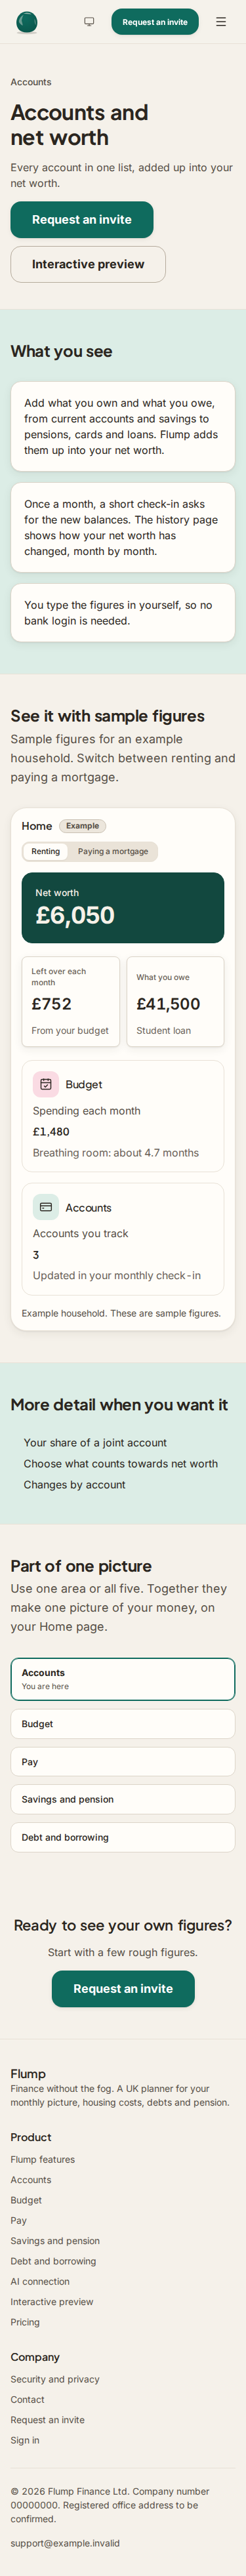 Request an invite
Accounts
Accounts and
net worth
Every account in one list, added up into your
net worth.
Request an invite
Interactive preview
What you see
Add what you own and what you owe,
from current accounts and savings to
pensions, cards and loans. Flump adds
them up into your net worth.
Once a month, a short check-in asks
for the new balances. The history page
shows how your net worth has
changed, month by month.
You type the figures in yourself, so no
bank login is needed.
See it with sample figures
Sample figures for an example
household. Switch between renting and
paying a mortgage.
Home Example
Renting Paying a mortgage
Net worth
£6,050
Left over each
month
£752
From your budget
What you owe
£41,500
Student loan
Budget
Spending each month
£1,480
Breathing room: about 4.7 months
Accounts
Accounts you track
3
Updated in your monthly check-in
Example household. These are sample figures.
More detail when you want it
Your share of a joint account
Choose what counts towards net worth
Changes by account
Part of one picture
Use one area or all five. Together they
make one picture of your money, on
your Home page.
Accounts
You are here
Budget
Pay
Savings and pension
Debt and borrowing
Ready to see your own figures?
Start with a few rough figures.
Request an invite
Flump
Finance without the fog. A UK planner for your
monthly picture, housing costs, debts and pension.
Product
Flump features
Accounts
Budget
Pay
Savings and pension
Debt and borrowing
AI connection
Interactive preview
Pricing
Company
Security and privacy
Contact
Request an invite
Sign in
© 2026 Flump Finance Ltd. Company number
00000000. Registered office address to be
confirmed.
support@example.invalid